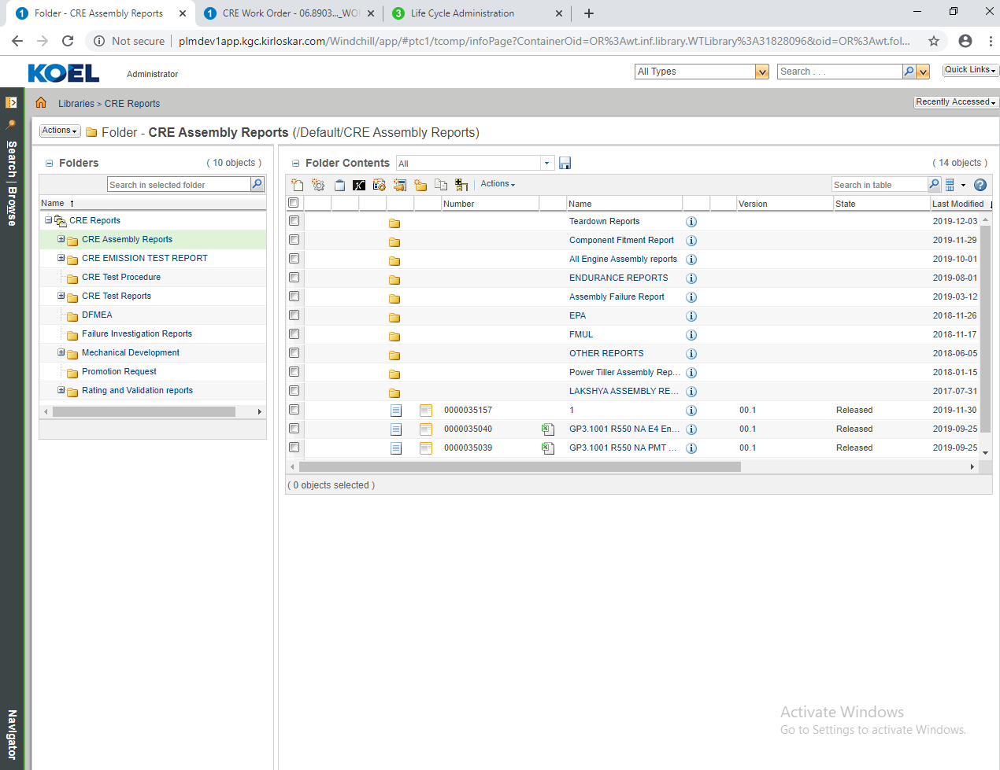 Folder - CRE Assembly Reports
CRE Work Order - 06.8903..._WO
Life Cycle Administration
Not secure
plmdev1app.kgc.kirloskar.com/Windchill/app/#ptc1/tcomp/infoPage?ContainerOid=OR%3Awt.inf.library.WTLibrary%3A31828096&oid=OR%3Awt.fol...
KOEL
Administrator
All Types
Search . . .
Quick Links
Libraries > CRE Reports
Recently Accessed
Search | Browse
Navigator
Actions
Folder - CRE Assembly Reports (/Default/CRE Assembly Reports)
Folders
( 10 objects )
Search in selected folder
Name ↑
CRE Reports
CRE Assembly Reports
CRE EMISSION TEST REPORT
CRE Test Procedure
CRE Test Reports
DFMEA
Failure Investigation Reports
Mechanical Development
Promotion Request
Rating and Validation reports
Folder Contents
All
( 14 objects )
Actions
Search in table
Number Name Version State Last Modified
Teardown Reports 2019-12-03
Component Fitment Report 2019-11-29
All Engine Assembly reports 2019-10-01
ENDURANCE REPORTS 2019-08-01
Assembly Failure Report 2019-03-12
EPA 2018-11-26
FMUL 2018-11-17
OTHER REPORTS 2018-06-05
Power Tiller Assembly Rep... 2018-01-15
LAKSHYA ASSEMBLY RE... 2017-07-31
0000035157 1 00.1 Released 2019-11-30
0000035040 GP3.1001 R550 NA E4 En... 00.1 Released 2019-09-25
0000035039 GP3.1001 R550 NA PMT ... 00.1 Released 2019-09-25
( 0 objects selected )
Activate Windows
Go to Settings to activate Windows.